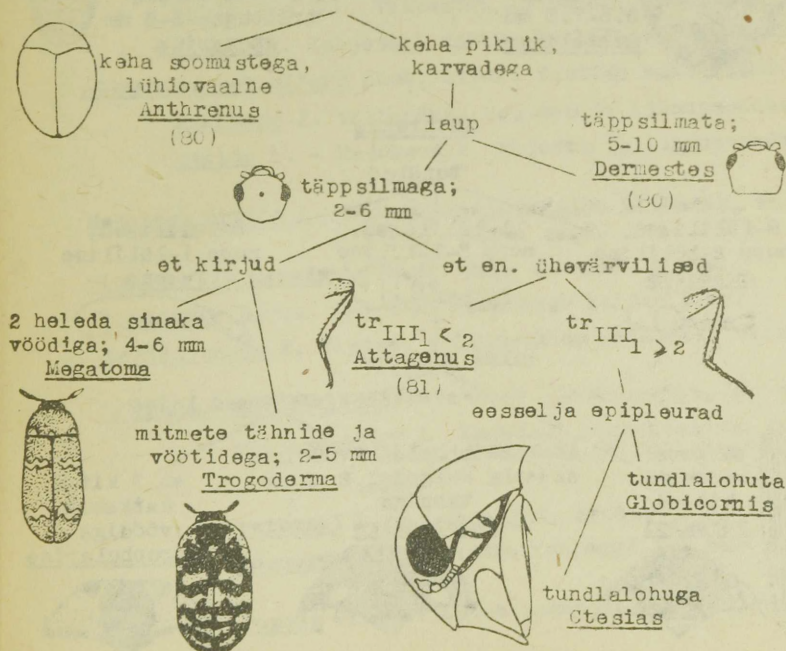 keha soomustega,
lühiovaalne
Anthrenus
(80)
keha piklik,
karvadega
laup
täppsilmata;
5-10 mm
Dermestes
(80)
täppsilmaga;
2-6 mm
et kirjud
et en. ühevärvilised
2 heleda sinaka
vöödiga; 4-6 mm
Megatoma
mitmete tähnide ja
vöötidega; 2-5 mm
Trogoderma
trIII1 < 2
Attagenus
(81)
trIII1 ⩾ 2
eesselja epipleurad
tundlalohuta
Globicornis
tundlalohuga
Ctesias